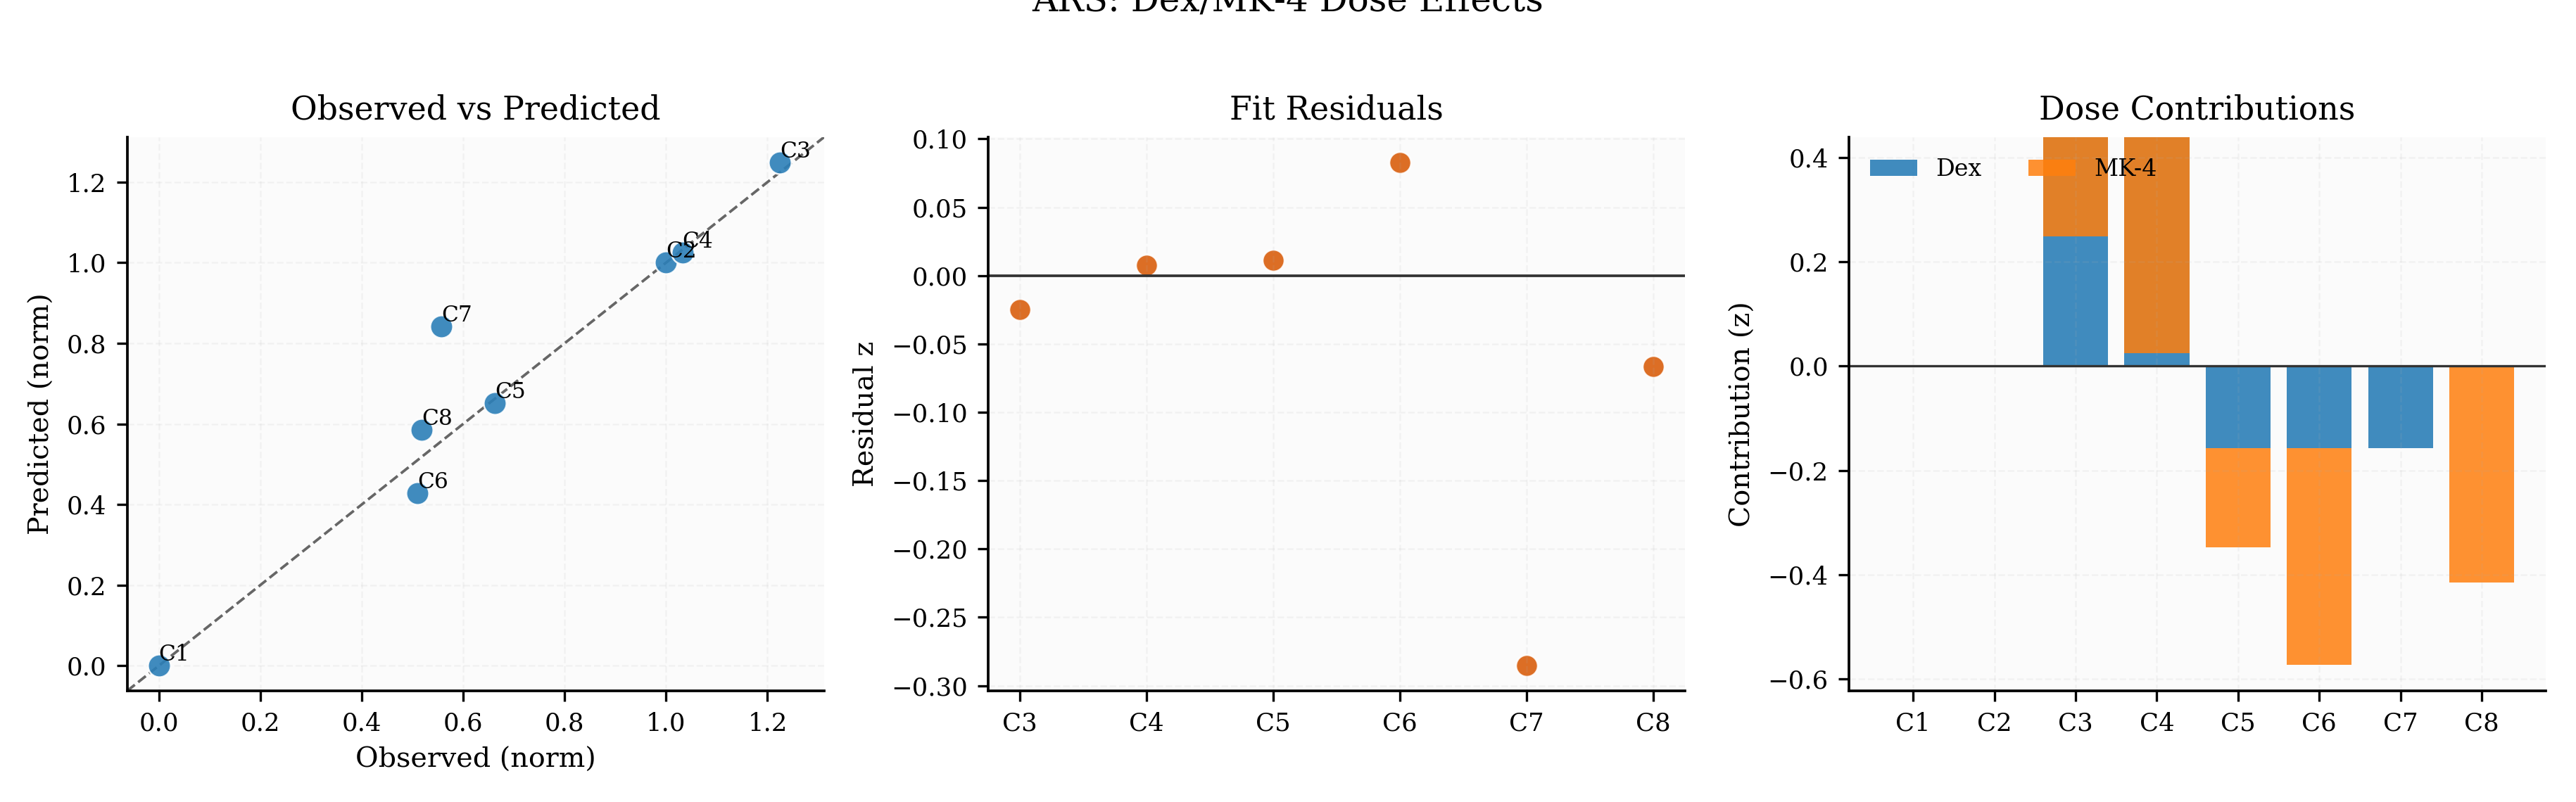 ARS: Dex/MK-4 Dose Effects
Observed vs Predicted
Predicted (norm)
1.2
1.0
0.8
0.6
0.4
0.2
0.0
C3
C4
C2
C7
C5
C8
C6
C1
0.0 0.2 0.4 0.6 0.8 1.0 1.2
Observed (norm)
Fit Residuals
Residual z
0.10
0.05
0.00
−0.05
−0.10
−0.15
−0.20
−0.25
−0.30
C3 C4 C5 C6 C7 C8
Dose Contributions
Contribution (z)
0.4
0.2
0.0
−0.2
−0.4
−0.6
Dex MK-4
C1 C2 C3 C4 C5 C6 C7 C8